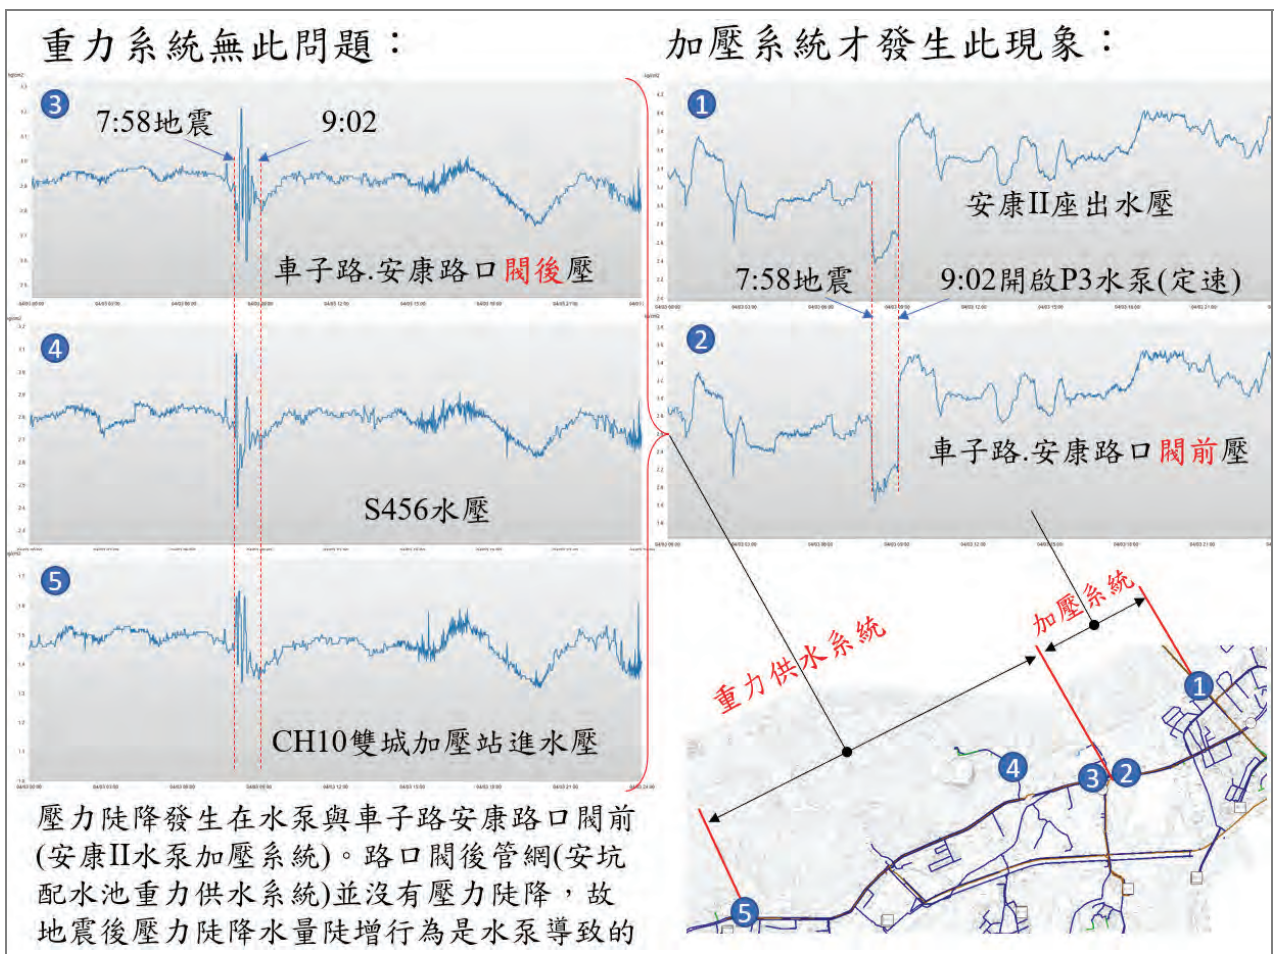 重力系統無此問題：
3
7:58地震
9:02
車子路.安康路口閥後壓
4
S456水壓
5
CH10雙城加壓站進水壓
壓力陡降發生在水泵與車子路安康路口閥前
(安康II水泵加壓系統)。路口閥後管網(安坑
配水池重力供水系統)並沒有壓力陡降，故
地震後壓力陡降水量陡增行為是水泵導致的
加壓系統才發生此現象：
1
安康II座出水壓
7:58地震
9:02開啟P3水泵(定速)
2
車子路.安康路口閥前壓
加壓系統
重力供水系統
1
2
3
4
5